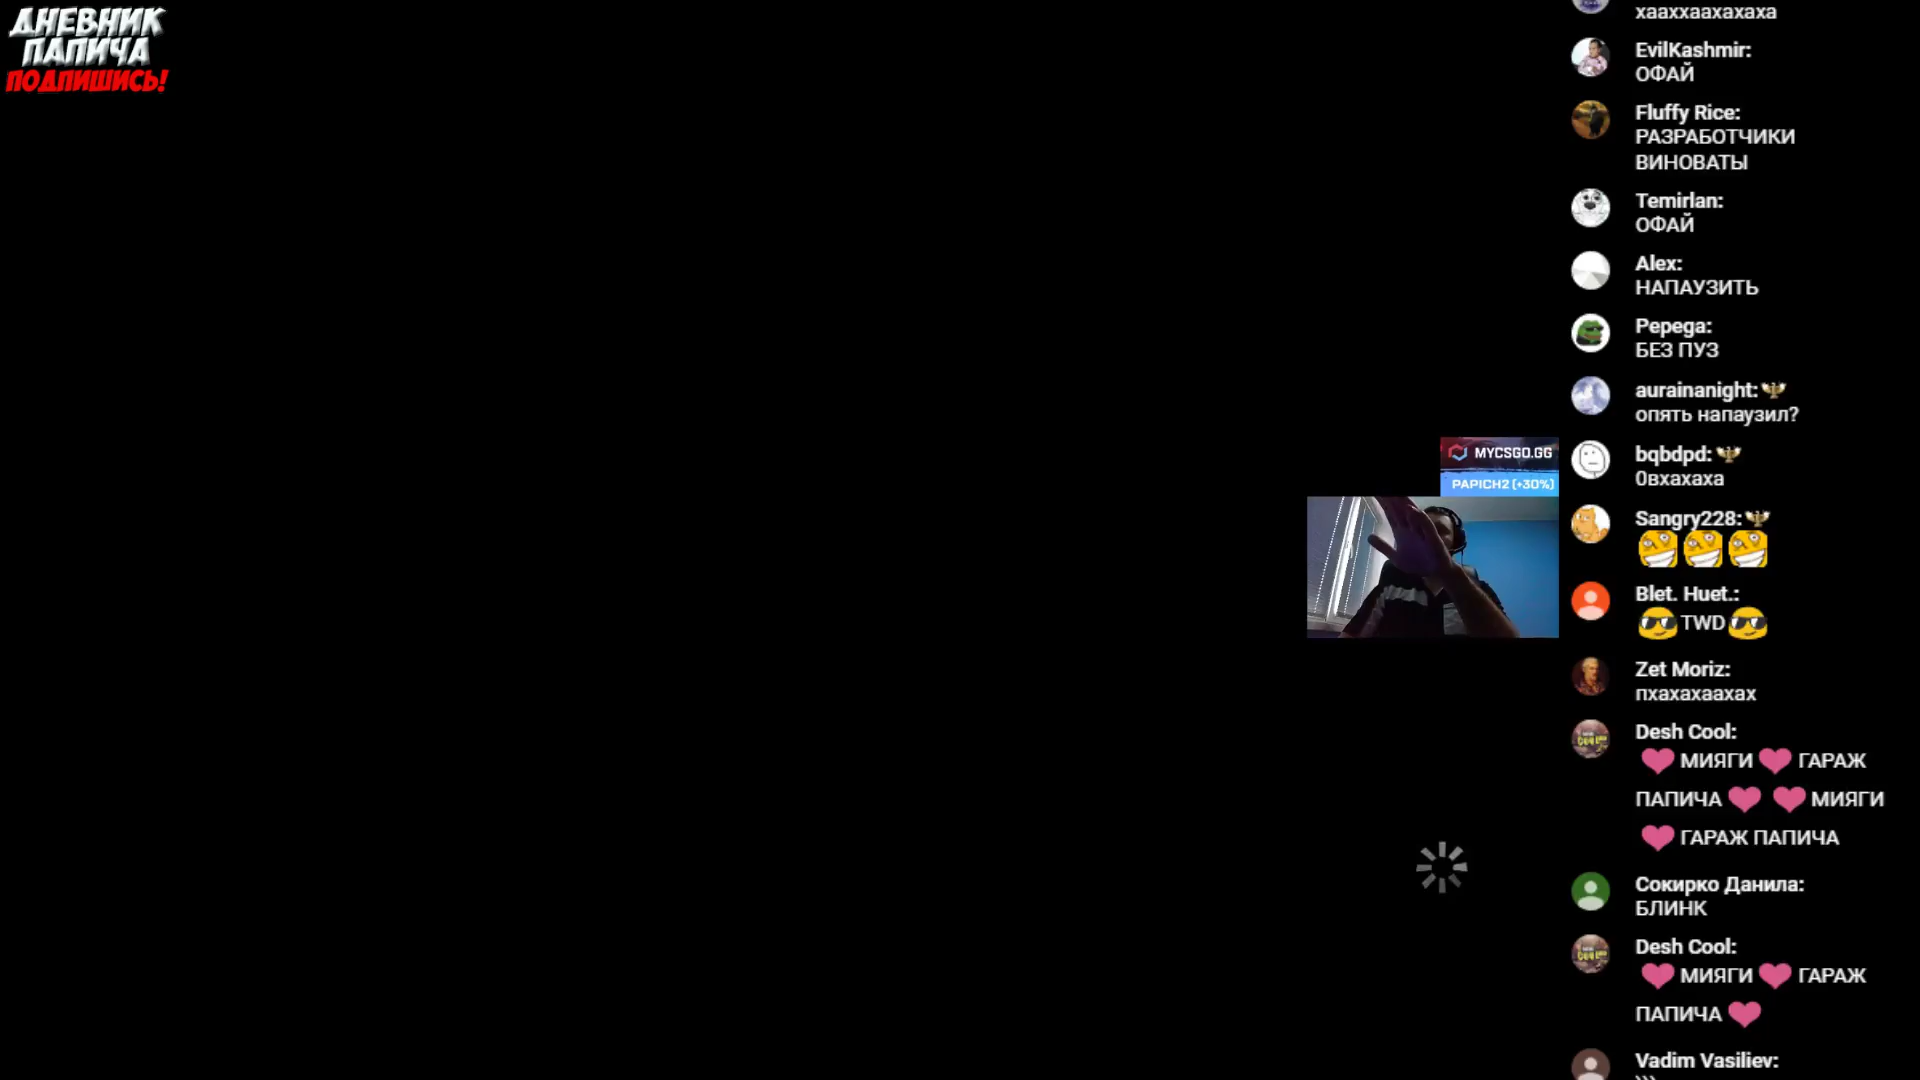 ДНЕВНИК
ПАПИЧА
ПОДПИШИСЬ!
хааххаахахаха
EvilKashmir:
ОФАЙ
Fluffy Rice:
РАЗРАБОТЧИКИ
ВИНОВАТЫ
Temirlan:
ОФАЙ
Alex:
НАПАУЗИТЬ
Pepega:
БЕЗ ПУЗ
aurainanight:
опять напаузил?
MYCSGO.GG
PAPICH2 (+30%)
bqbdpd:
0вхахаха
Sangry228:
Blet. Huet.:
TWD
Zet Moriz:
пхахахаахах
Desh Cool:
МИЯГИ ГАРАЖ
ПАПИЧА МИЯГИ
ГАРАЖ ПАПИЧА
Сокирко Данила:
БЛИНК
Desh Cool:
МИЯГИ ГАРАЖ
ПАПИЧА
Vadim Vasiliev: